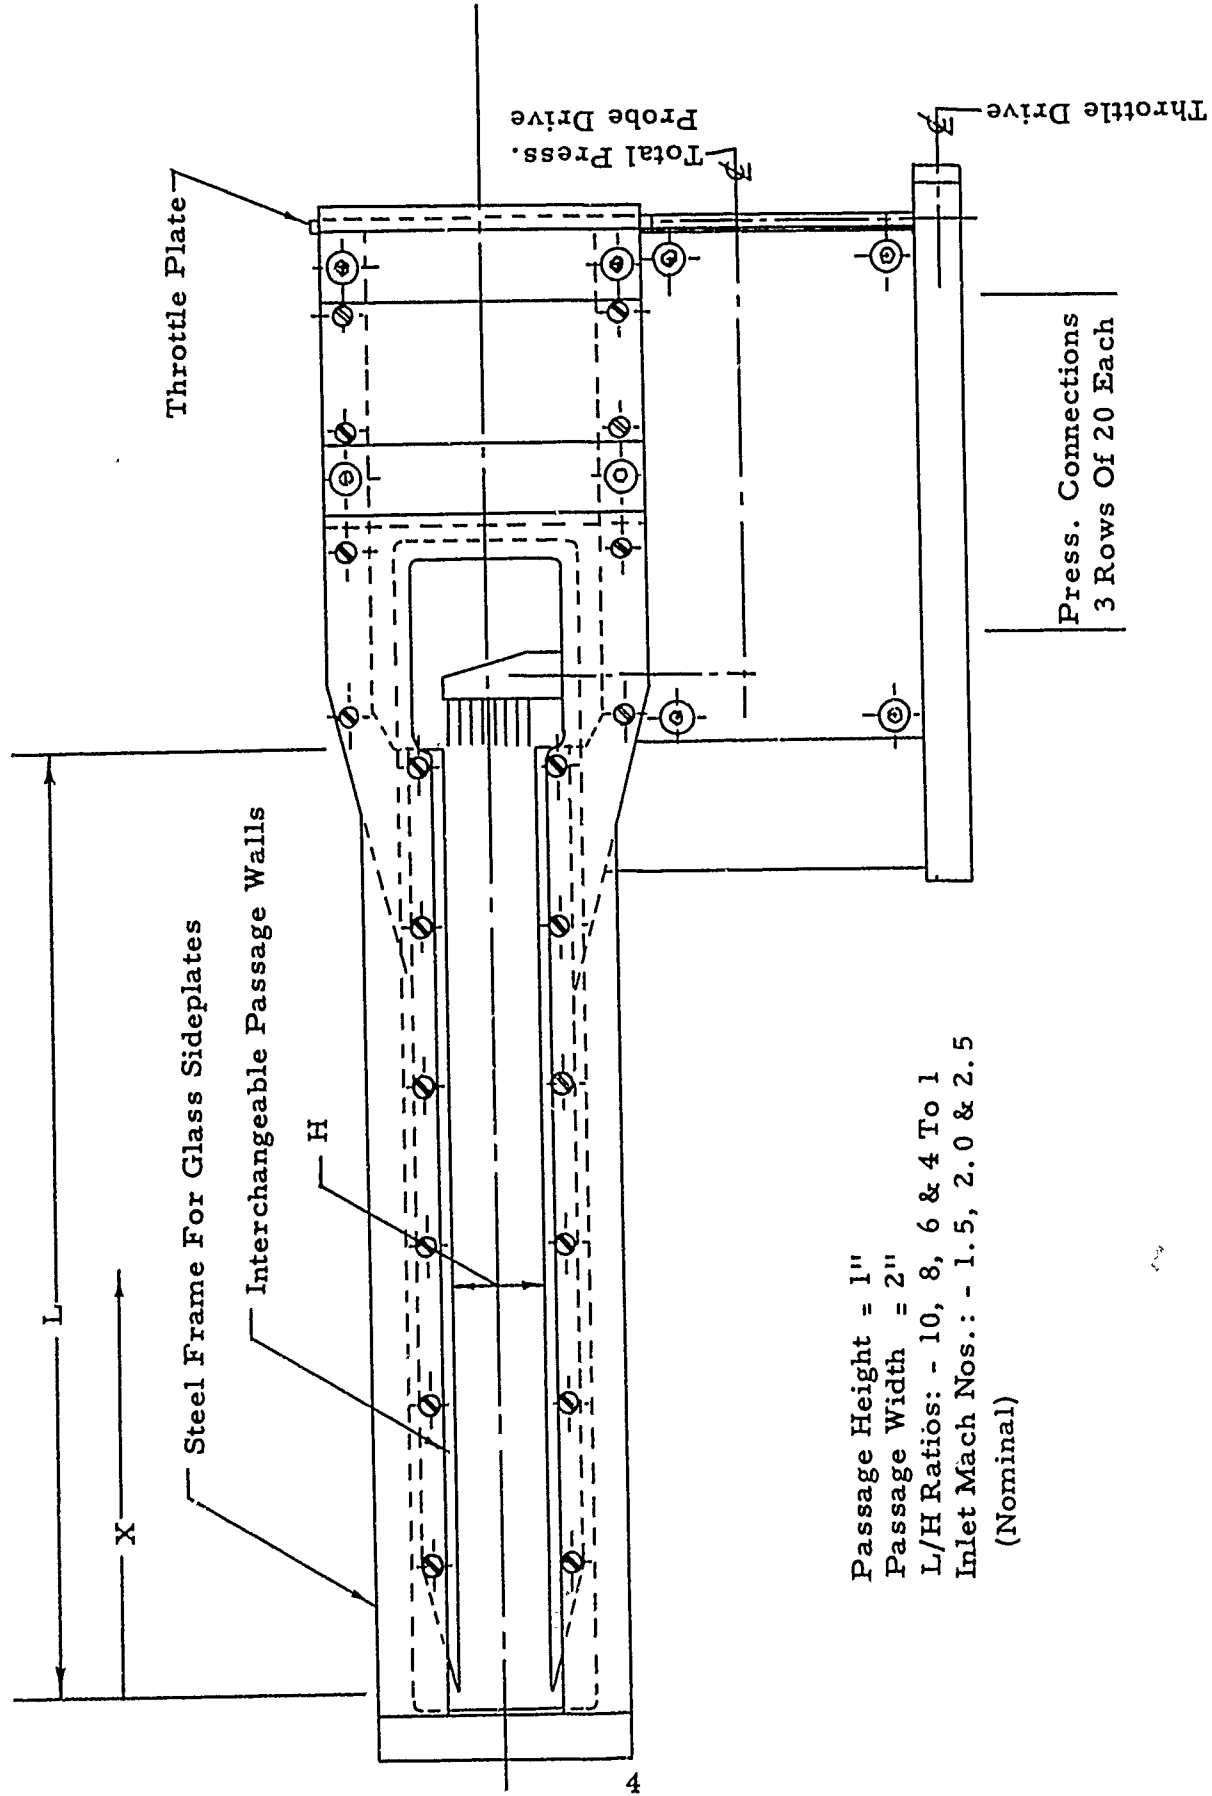 L
X
Steel Frame For Glass Sideplates
Interchangeable Passage Walls
H
Throttle Plate
Total Press.
Probe Drive
Throttle Drive
Press. Connections
3 Rows Of 20 Each
Passage Height = 1"
Passage Width = 2"
L/H Ratios: - 10, 8, 6 & 4 To 1
Inlet Mach Nos.: - 1.5, 2.0 & 2.5
(Nominal)
4